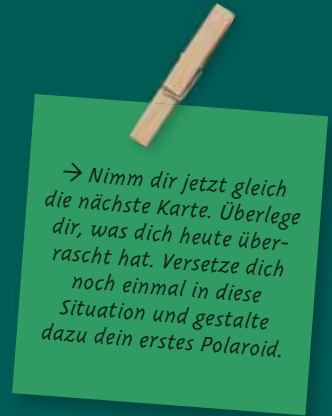 → Nimm dir jetzt gleich
die nächste Karte. Überlege
dir, was dich heute über-
rascht hat. Versetze dich
noch einmal in diese
Situation und gestalte
dazu dein erstes Polaroid.